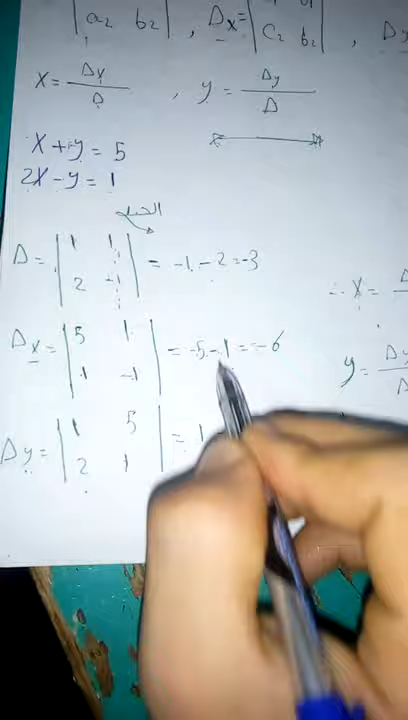 | a₂ b₂ | , Δx = | C₂ b₂ | , Δy
X = Δx / Δ , y = Δy / Δ
X + y = 5
2X - y = 1
Δ = | 1 1 ; 2 -1 | = -1 - 2 = -3
Δx = | 5 1 ; 1 -1 | = -5 - 1 = -6
∴ X = Δ
Δy = | 1 5 ; 2 1 | = 1
y = Δy / Δ